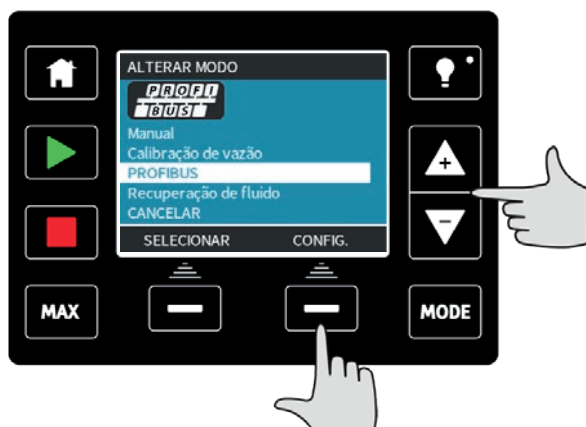 ALTERAR MODO
PROFI
BUS
Manual
Calibração de vazão
PROFIBUS
Recuperação de fluido
CANCELAR
SELECIONAR CONFIG.
+
−
MAX
MODE